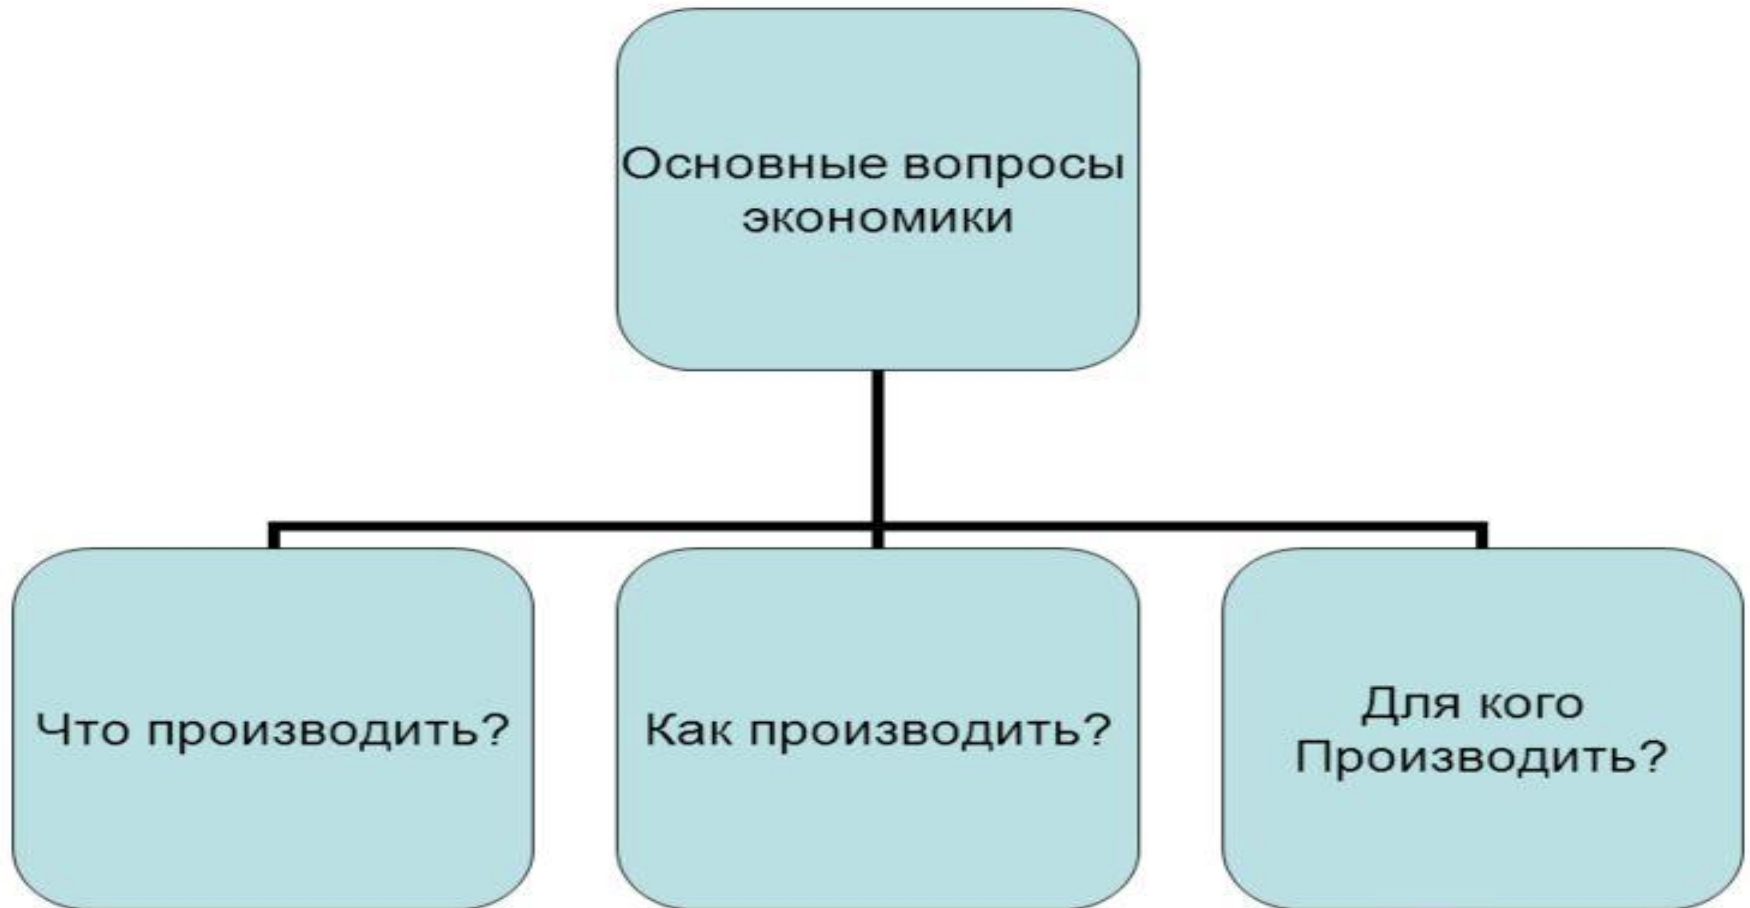 Основные вопросы
экономики
Что производить?
Как производить?
Для кого
Производить?